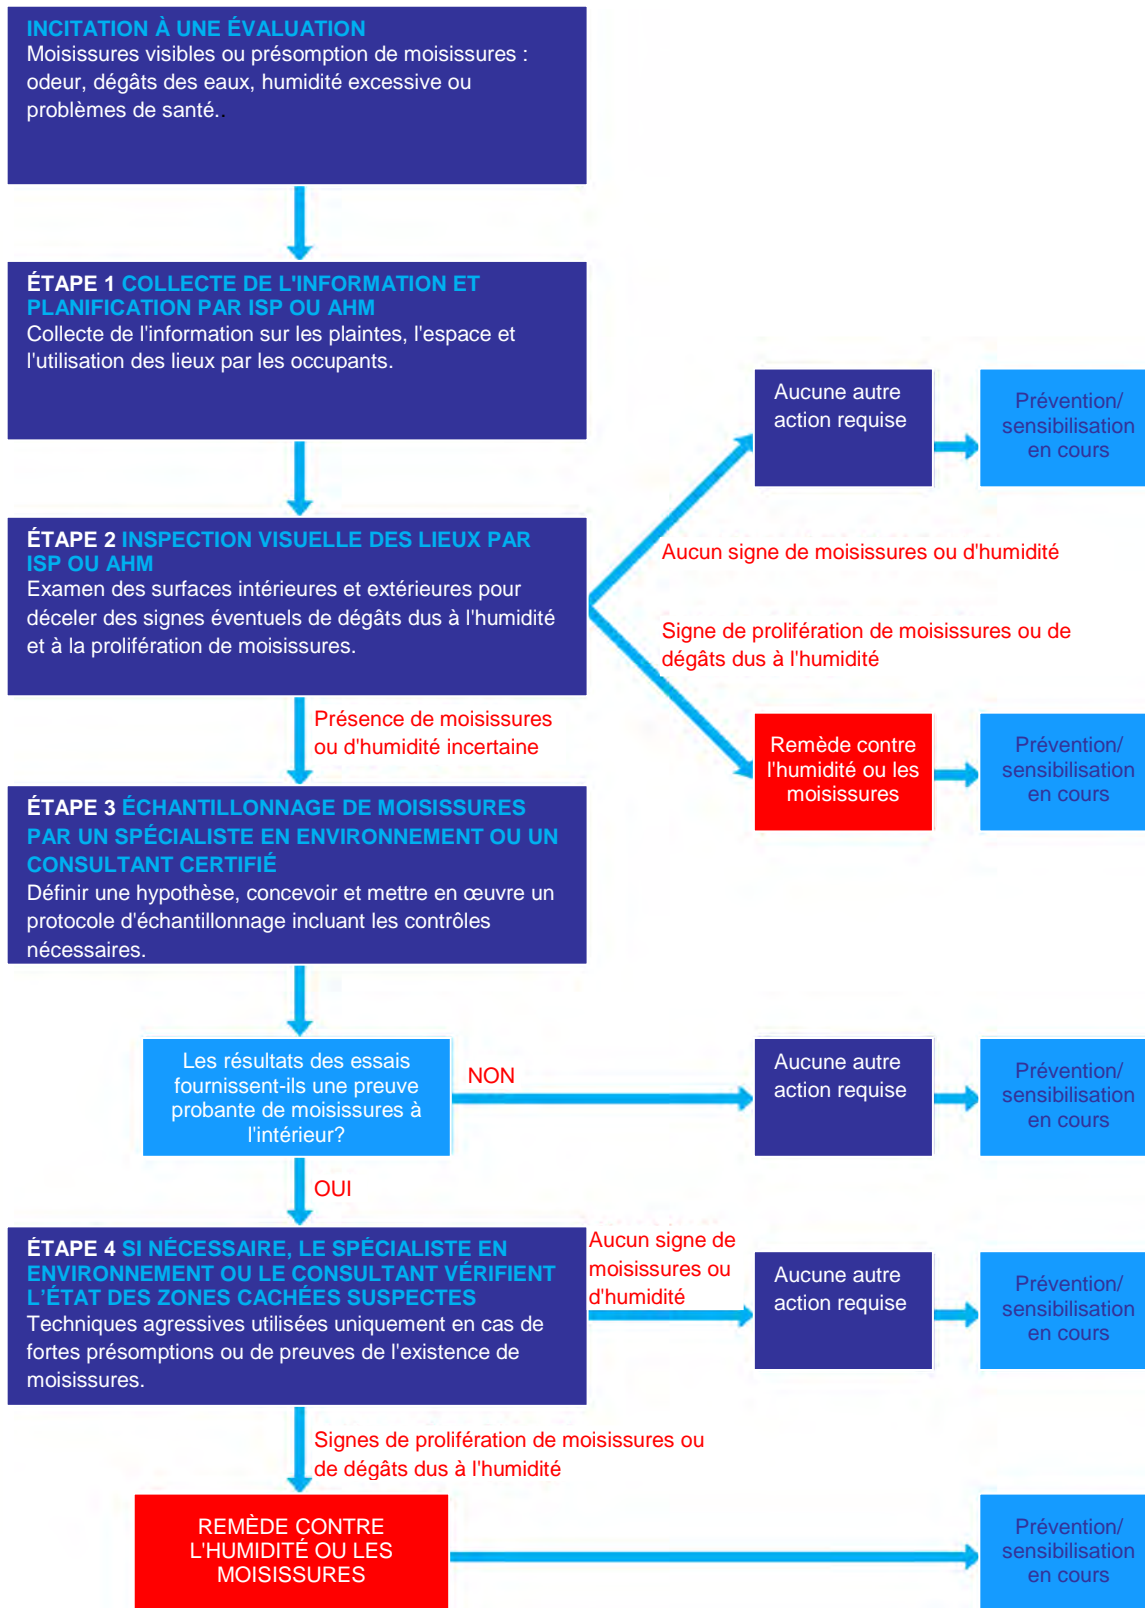 INCITATION À UNE ÉVALUATION
Moisissures visibles ou présomption de moisissures :
odeur, dégâts des eaux, humidité excessive ou
problèmes de santé..
ÉTAPE 1 COLLECTE DE L'INFORMATION ET
PLANIFICATION PAR ISP OU AHM
Collecte de l'information sur les plaintes, l'espace et
l'utilisation des lieux par les occupants.
Aucune autre
action requise
Prévention/
sensibilisation
en cours
ÉTAPE 2 INSPECTION VISUELLE DES LIEUX PAR
ISP OU AHM
Examen des surfaces intérieures et extérieures pour
déceler des signes éventuels de dégâts dus à l'humidité
et à la prolifération de moisissures.
Aucun signe de moisissures ou d'humidité
Signe de prolifération de moisissures ou de
dégâts dus à l'humidité
Présence de moisissures
ou d'humidité incertaine
Remède contre
l'humidité ou les
moisissures
Prévention/
sensibilisation
en cours
ÉTAPE 3 ÉCHANTILLONNAGE DE MOISISSURES
PAR UN SPÉCIALISTE EN ENVIRONNEMENT OU UN
CONSULTANT CERTIFIÉ
Définir une hypothèse, concevoir et mettre en œuvre un
protocole d'échantillonnage incluant les contrôles
nécessaires.
Les résultats des essais
fournissent-ils une preuve
probante de moisissures à
l'intérieur?
NON
Aucune autre
action requise
Prévention/
sensibilisation
en cours
OUI
ÉTAPE 4 SI NÉCESSAIRE, LE SPÉCIALISTE EN
ENVIRONNEMENT OU LE CONSULTANT VÉRIFIENT
L'ÉTAT DES ZONES CACHÉES SUSPECTES
Techniques agressives utilisées uniquement en cas de
fortes présomptions ou de preuves de l'existence de
moisissures.
Aucun signe de
moisissures ou
d'humidité
Aucune autre
action requise
Prévention/
sensibilisation
en cours
Signes de prolifération de moisissures ou
de dégâts dus à l'humidité
REMÈDE CONTRE
L'HUMIDITÉ OU LES
MOISISSURES
Prévention/
sensibilisation
en cours